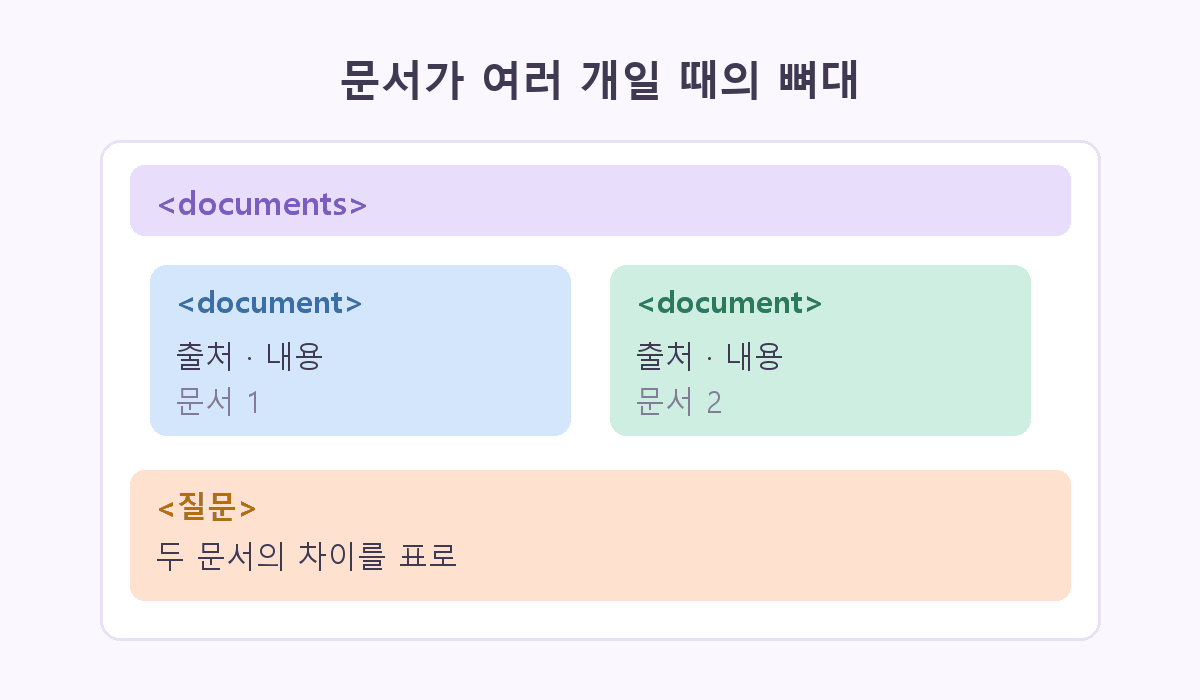 문서가 여러 개일 때의 뼈대
<documents>
<document>
출처 · 내용
문서 1
<document>
출처 · 내용
문서 2
<질문>
두 문서의 차이를 표로